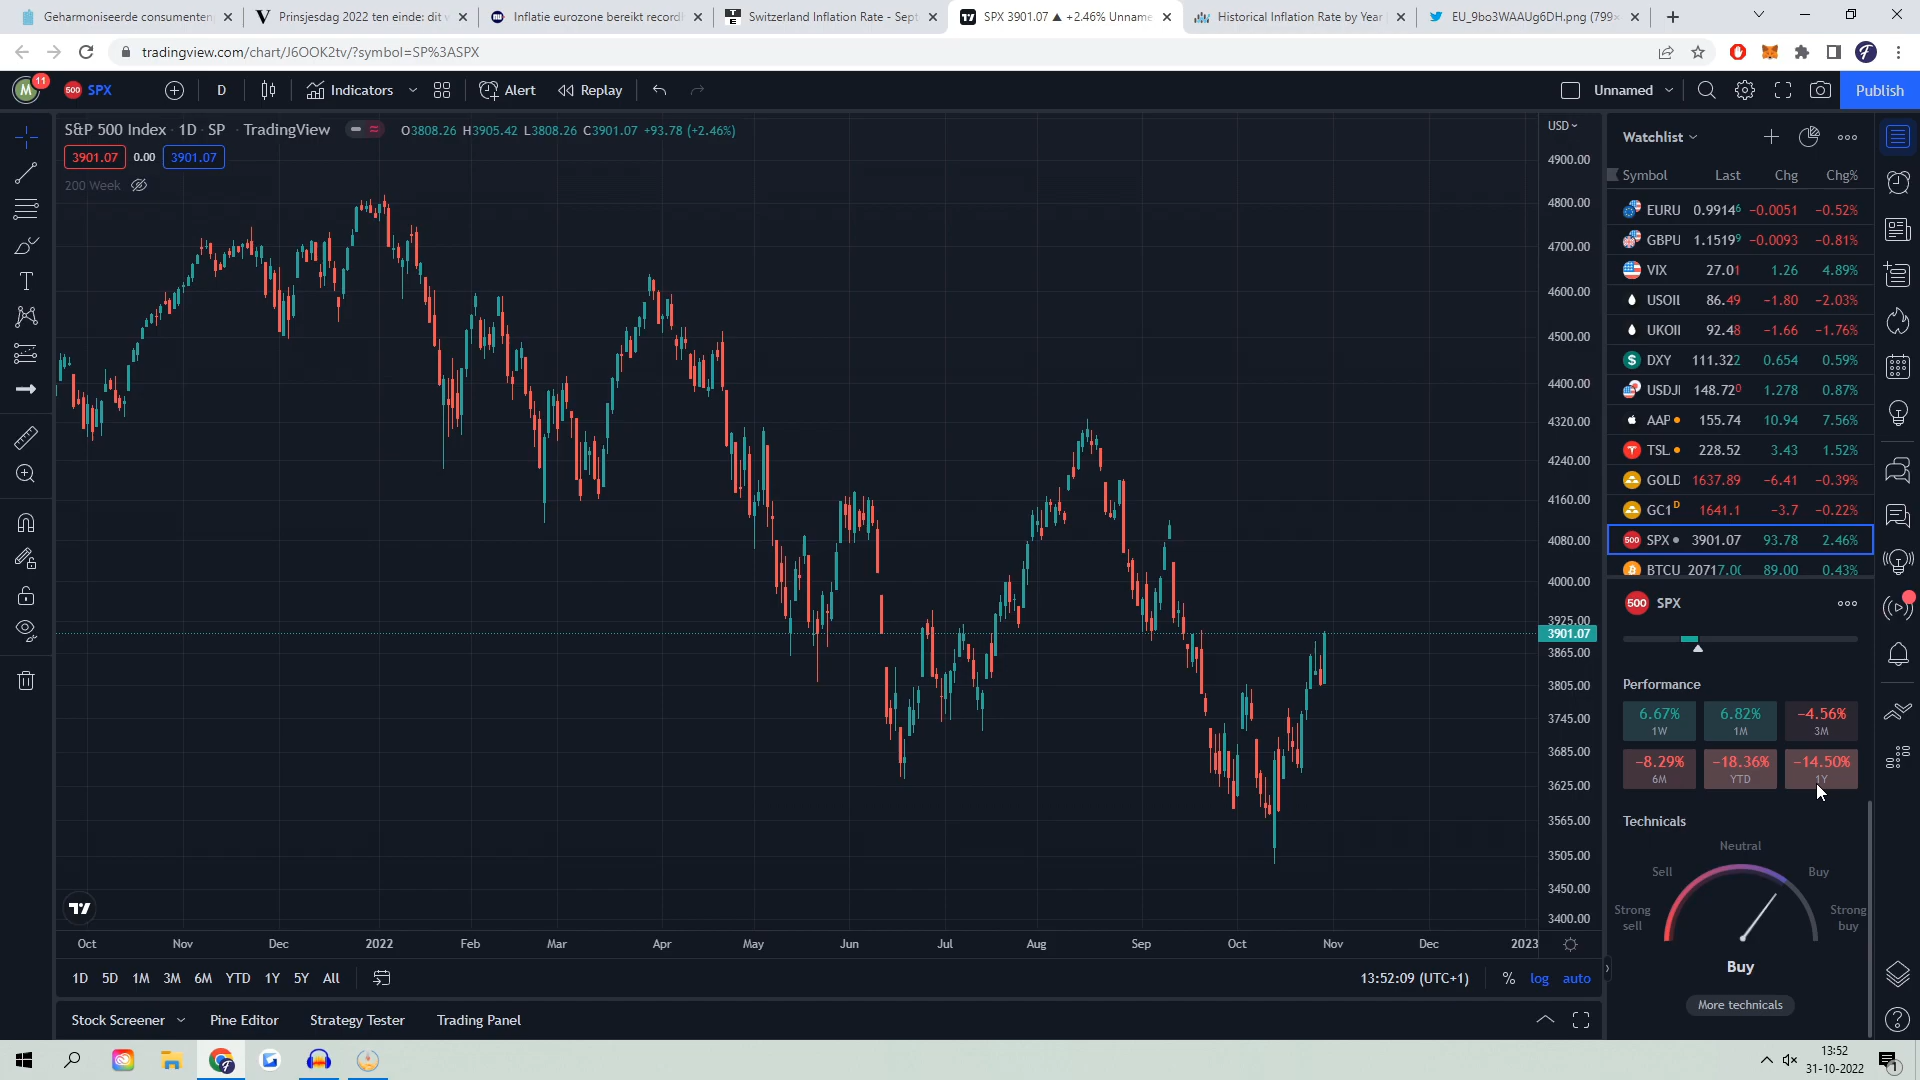 Geharmoniseerde consumenten
Prinsjesdag 2022 ten einde: dit v
Inflatie eurozone bereikt recordl
Switzerland Inflation Rate - Sept
SPX 3901.07 ▲ +2.46% Unname
Historical Inflation Rate by Year
EU_9bo3WAAUg6DH.png (799×
tradingview.com/chart/J6OOK2tv/?symbol=SP%3ASPX
M
11
500 SPX
D
Indicators
Alert
Replay
Unnamed
Publish
S&P 500 Index · 1D · SP · TradingView
O3808.26 H3905.42 L3808.26 C3901.07 +93.78 (+2.46%)
3901.07 0.00 3901.07
200 Week
USD
4900.00
4800.00
4700.00
4600.00
4500.00
4400.00
4320.00
4240.00
4160.00
4080.00
4000.00
3925.00
3901.07
3865.00
3805.00
3745.00
3685.00
3625.00
3565.00
3505.00
3450.00
3400.00
Oct Nov Dec 2022 Feb Mar Apr May Jun Jul Aug Sep Oct Nov Dec 2023
1D 5D 1M 3M 6M YTD 1Y 5Y All
13:52:09 (UTC+1) % log auto
Stock Screener Pine Editor Strategy Tester Trading Panel
Watchlist
Symbol Last Chg Chg%
EURU 0.99146 −0.0051 −0.52%
GBPU 1.15199 −0.0093 −0.81%
VIX 27.01 1.26 4.89%
USOIL 86.49 −1.80 −2.03%
UKOIL 92.48 −1.66 −1.76%
DXY 111.322 0.654 0.59%
USDJ 148.720 1.278 0.87%
AAP 155.74 10.94 7.56%
TSL 228.52 3.43 1.52%
GOLD 1637.89 −6.41 −0.39%
GC1 D 1641.1 −3.7 −0.22%
500 SPX 3901.07 93.78 2.46%
BTCU 20717.0 89.00 0.43%
500 SPX
Performance
6.67% 6.82% −4.56%
1W 1M 3M
−8.29% −18.36% −14.50%
6M YTD 1Y
Technicals
Neutral
Sell Buy
Strong sell
Strong buy
Buy
More technicals
13:52
31-10-2022
1